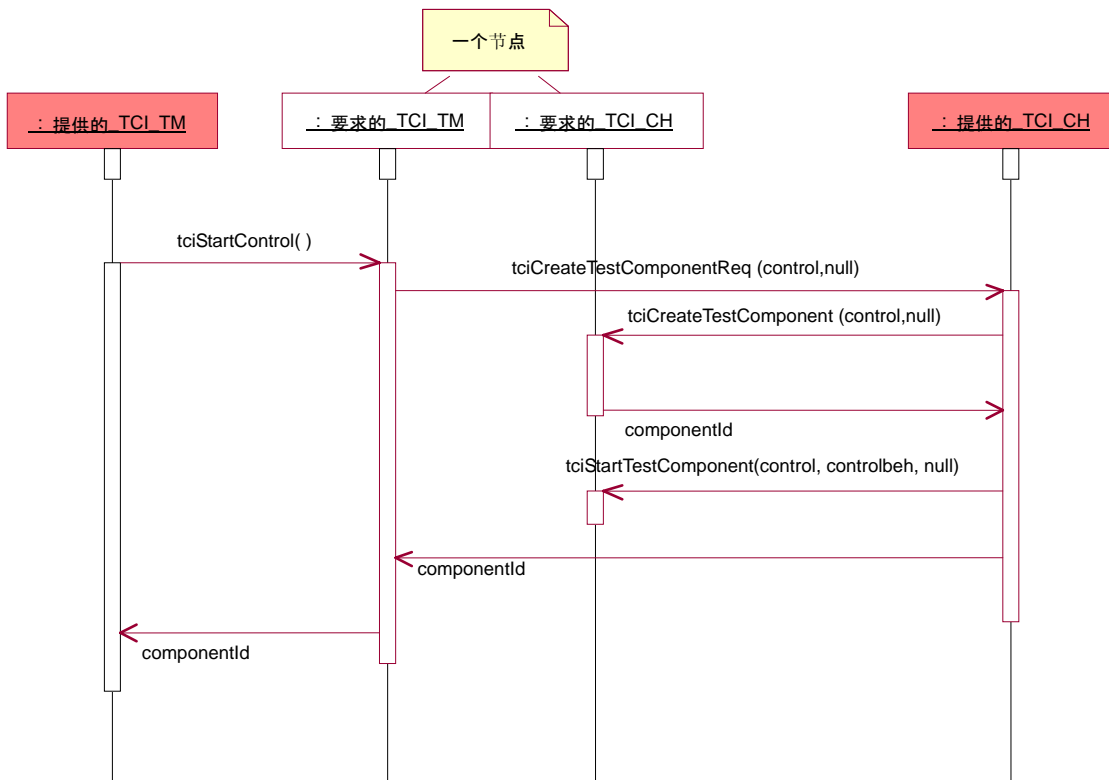 一个节点
: 提供的_TCI_TM
: 要求的_TCI_TM
: 要求的_TCI_CH
: 提供的_TCI_CH
tciStartControl( )
tciCreateTestComponentReq (control,null)
tciCreateTestComponent (control,null)
componentId
tciStartTestComponent(control, controlbeh, null)
componentId
componentId